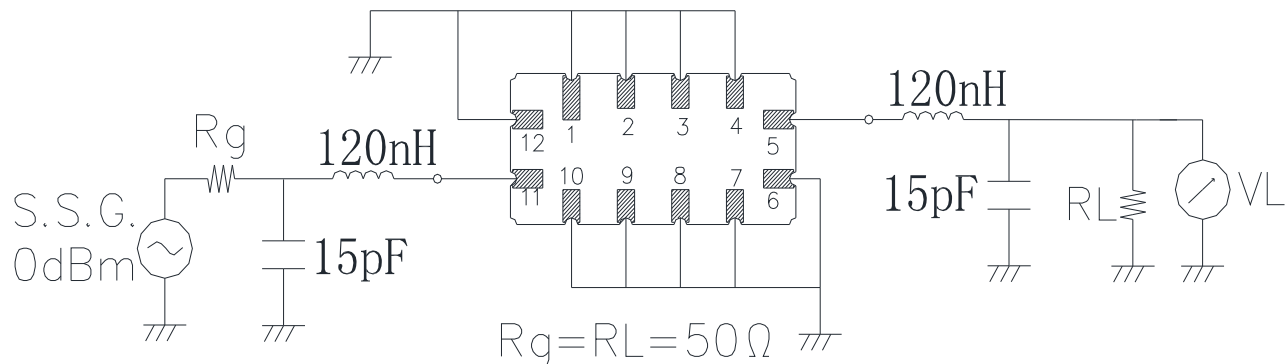 120nH
1 2 3 4
12 5
Rg
120nH
15pF
RL
VL
11 10 9 8 7 6
S.S.G.
0dBm
15pF
Rg=RL=50Ω